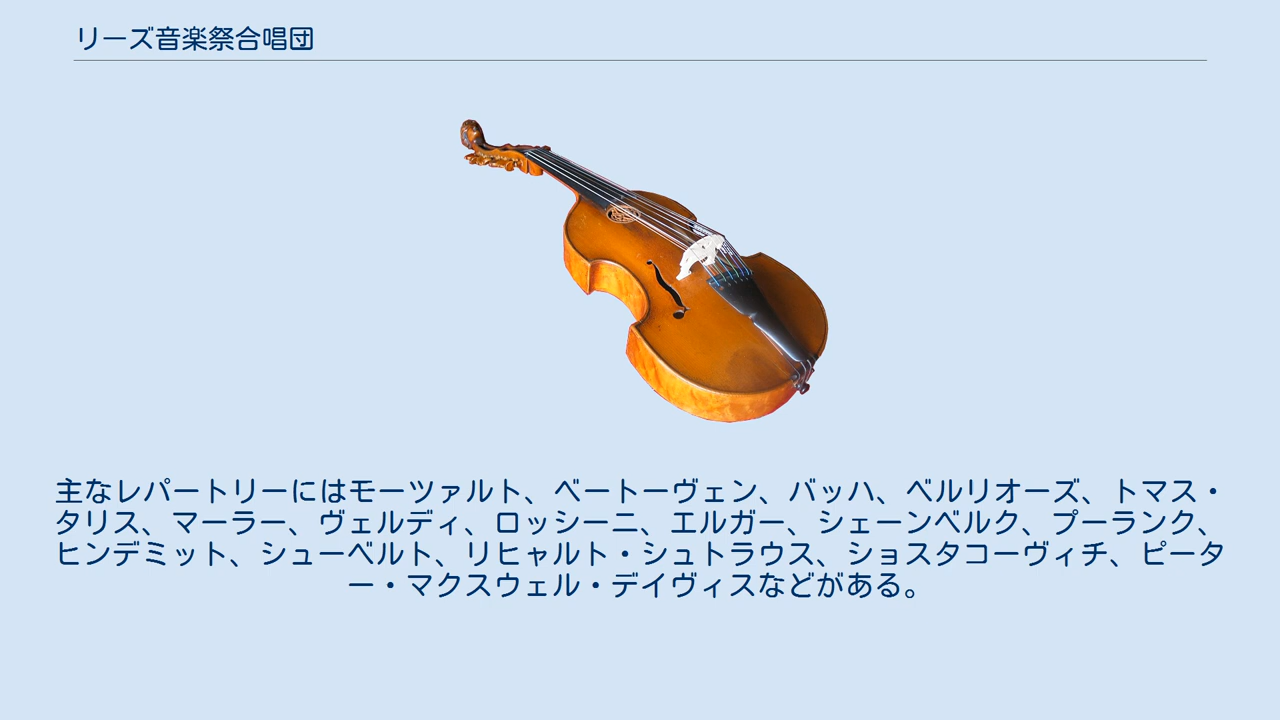 リーズ音楽祭合唱団
主なレパートリーにはモーツァルト、ベートーヴェン、バッハ、ベルリオーズ、トマス・
タリス、マーラー、ヴェルディ、ロッシーニ、エルガー、シェーンベルク、プーランク、
ヒンデミット、シューベルト、リヒャルト・シュトラウス、ショスタコーヴィチ、ピータ
ー・マクスウェル・デイヴィスなどがある。